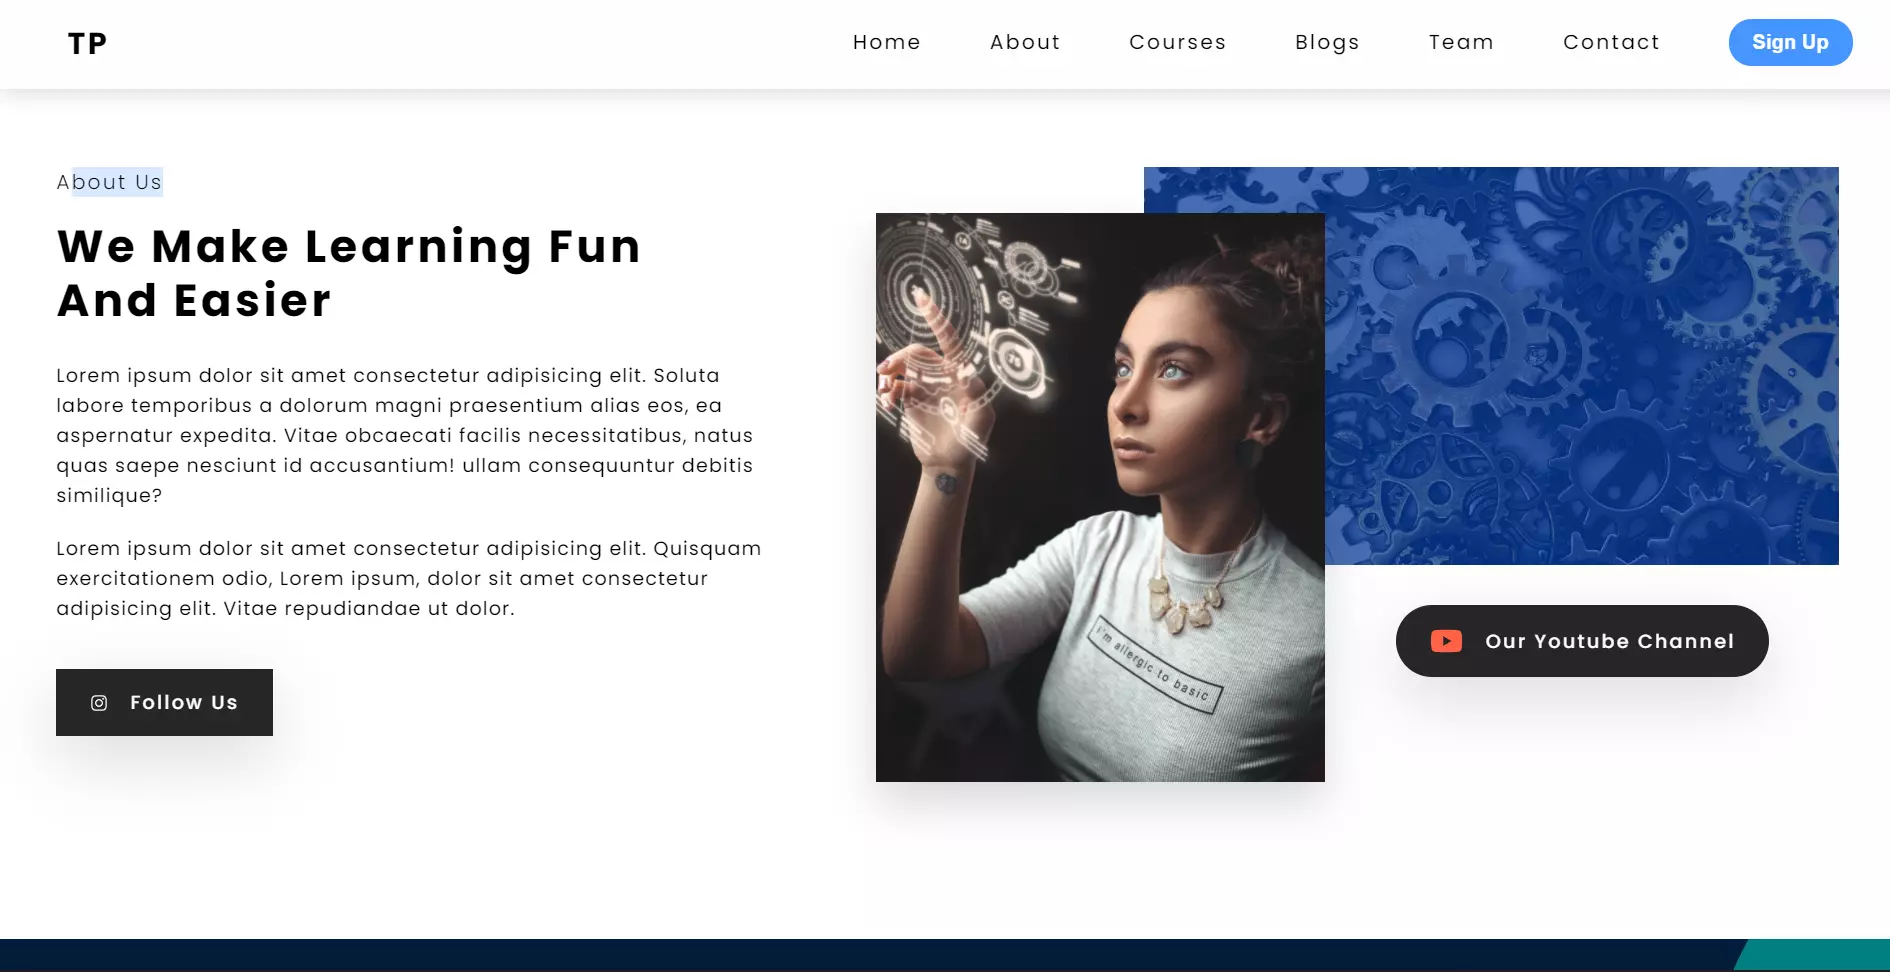 TP
Home About Courses Blogs Team Contact Sign Up
About Us
We Make Learning Fun
And Easier
Lorem ipsum dolor sit amet consectetur adipisicing elit. Soluta
labore temporibus a dolorum magni praesentium alias eos, ea
aspernatur expedita. Vitae obcaecati facilis necessitatibus, natus
quas saepe nesciunt id accusantium! ullam consequuntur debitis
similique?
Lorem ipsum dolor sit amet consectetur adipisicing elit. Quisquam
exercitationem odio, Lorem ipsum, dolor sit amet consectetur
adipisicing elit. Vitae repudiandae ut dolor.
Follow Us
14
75
i'm allergic to basic
Our Youtube Channel